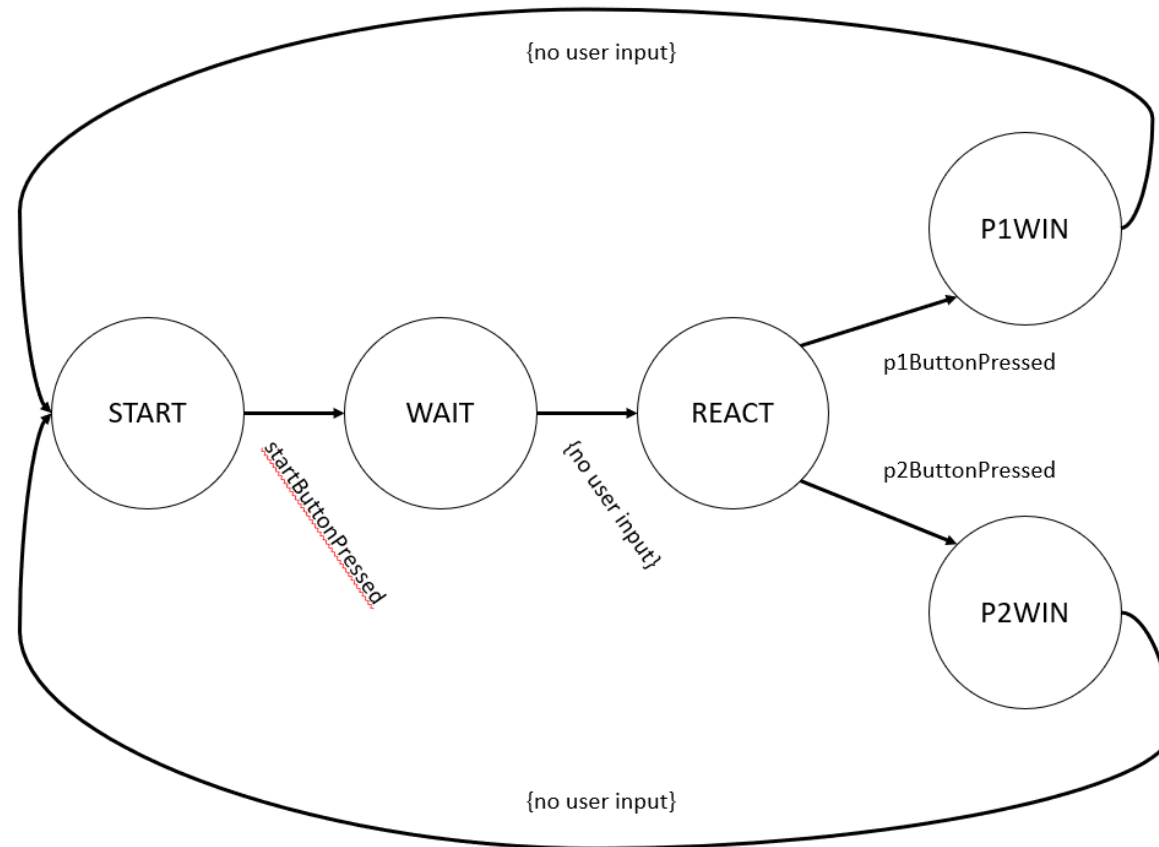 {no user input}
P1WIN
p1ButtonPressed
START
WAIT
REACT
startButtonPressed
{no user input}
p2ButtonPressed
P2WIN
{no user input}